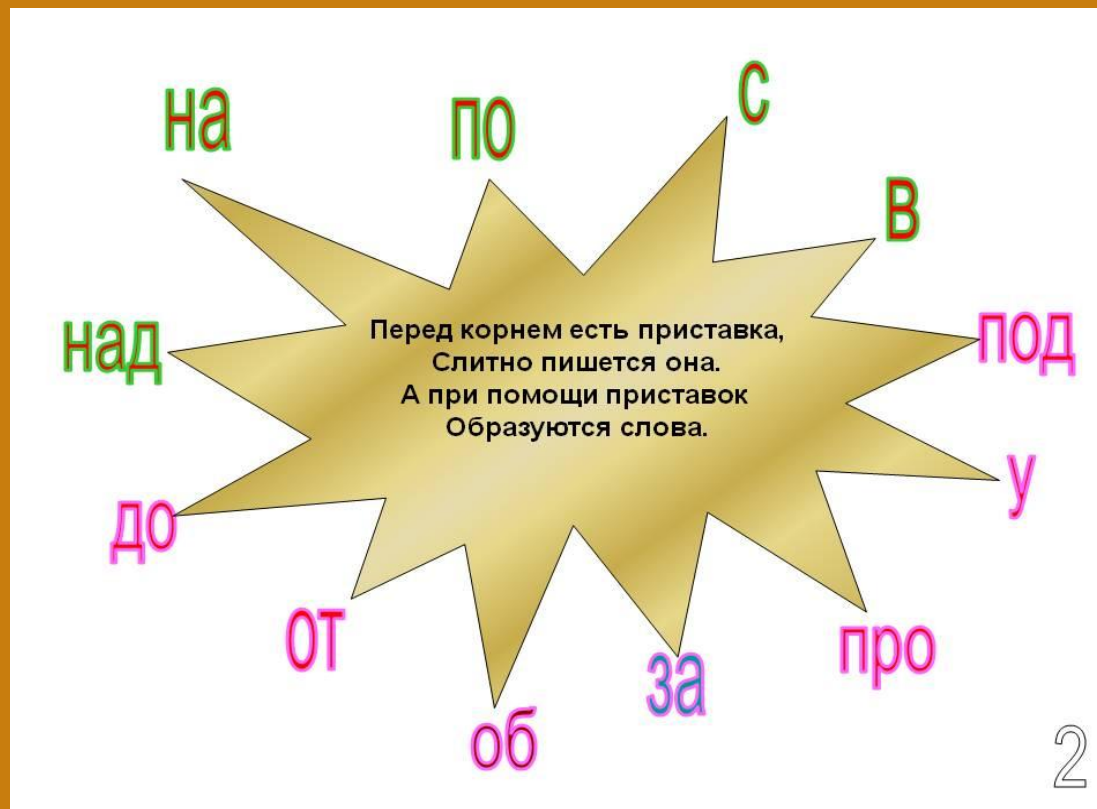 на
по
с
в
над
под
Перед корнем есть приставка,
Слитно пишется она.
А при помощи приставок
Образуются слова.
у
до
от
про
за
об
2